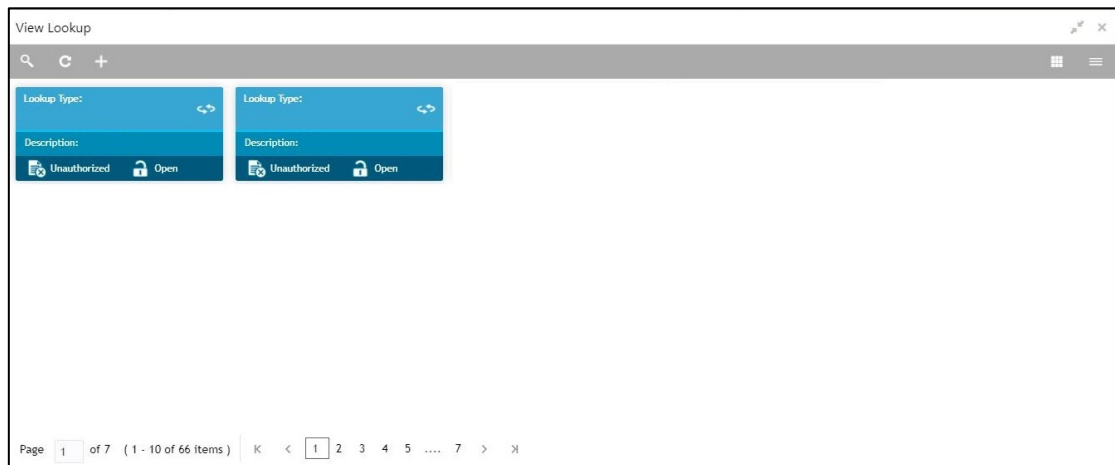 View Lookup
Lookup Type: Lookup Type:
Description: Description:
Unauthorized Open Unauthorized Open
Page 1 of 7 ( 1 - 10 of 66 items ) 1 2 3 4 5 .... 7